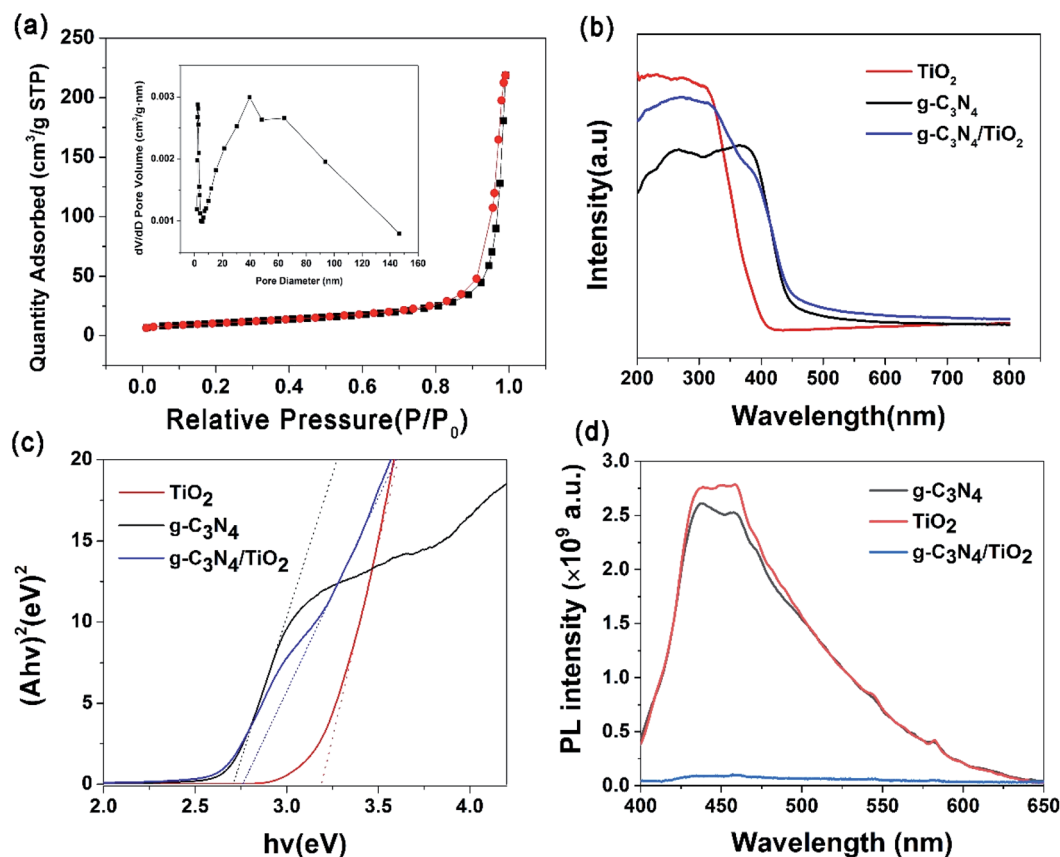 (a)
250
200
150
100
50
0
Quantity Adsorbed (cm³/g STP)
0.0
0.2
0.4
0.6
0.8
1.0
Relative Pressure(P/P₀)
0.003
0.002
0.001
dV/dD Pore Volume (cm³/g·nm)
0
20
40
60
80
100
120
140
160
Pore Diameter (nm)
(b)
TiO₂
g-C₃N₄
g-C₃N₄/TiO₂
Intensity(a.u)
200
300
400
500
600
700
800
Wavelength(nm)
(c)
20
15
10
5
0
TiO₂
g-C₃N₄
g-C₃N₄/TiO₂
(Ahv)²(eV)²
2.0
2.5
3.0
3.5
4.0
hv(eV)
(d)
3.0
2.5
2.0
1.5
1.0
0.5
0.0
g-C₃N₄
TiO₂
g-C₃N₄/TiO₂
PL intensity (×10⁹ a.u.)
400
450
500
550
600
650
Wavelength (nm)